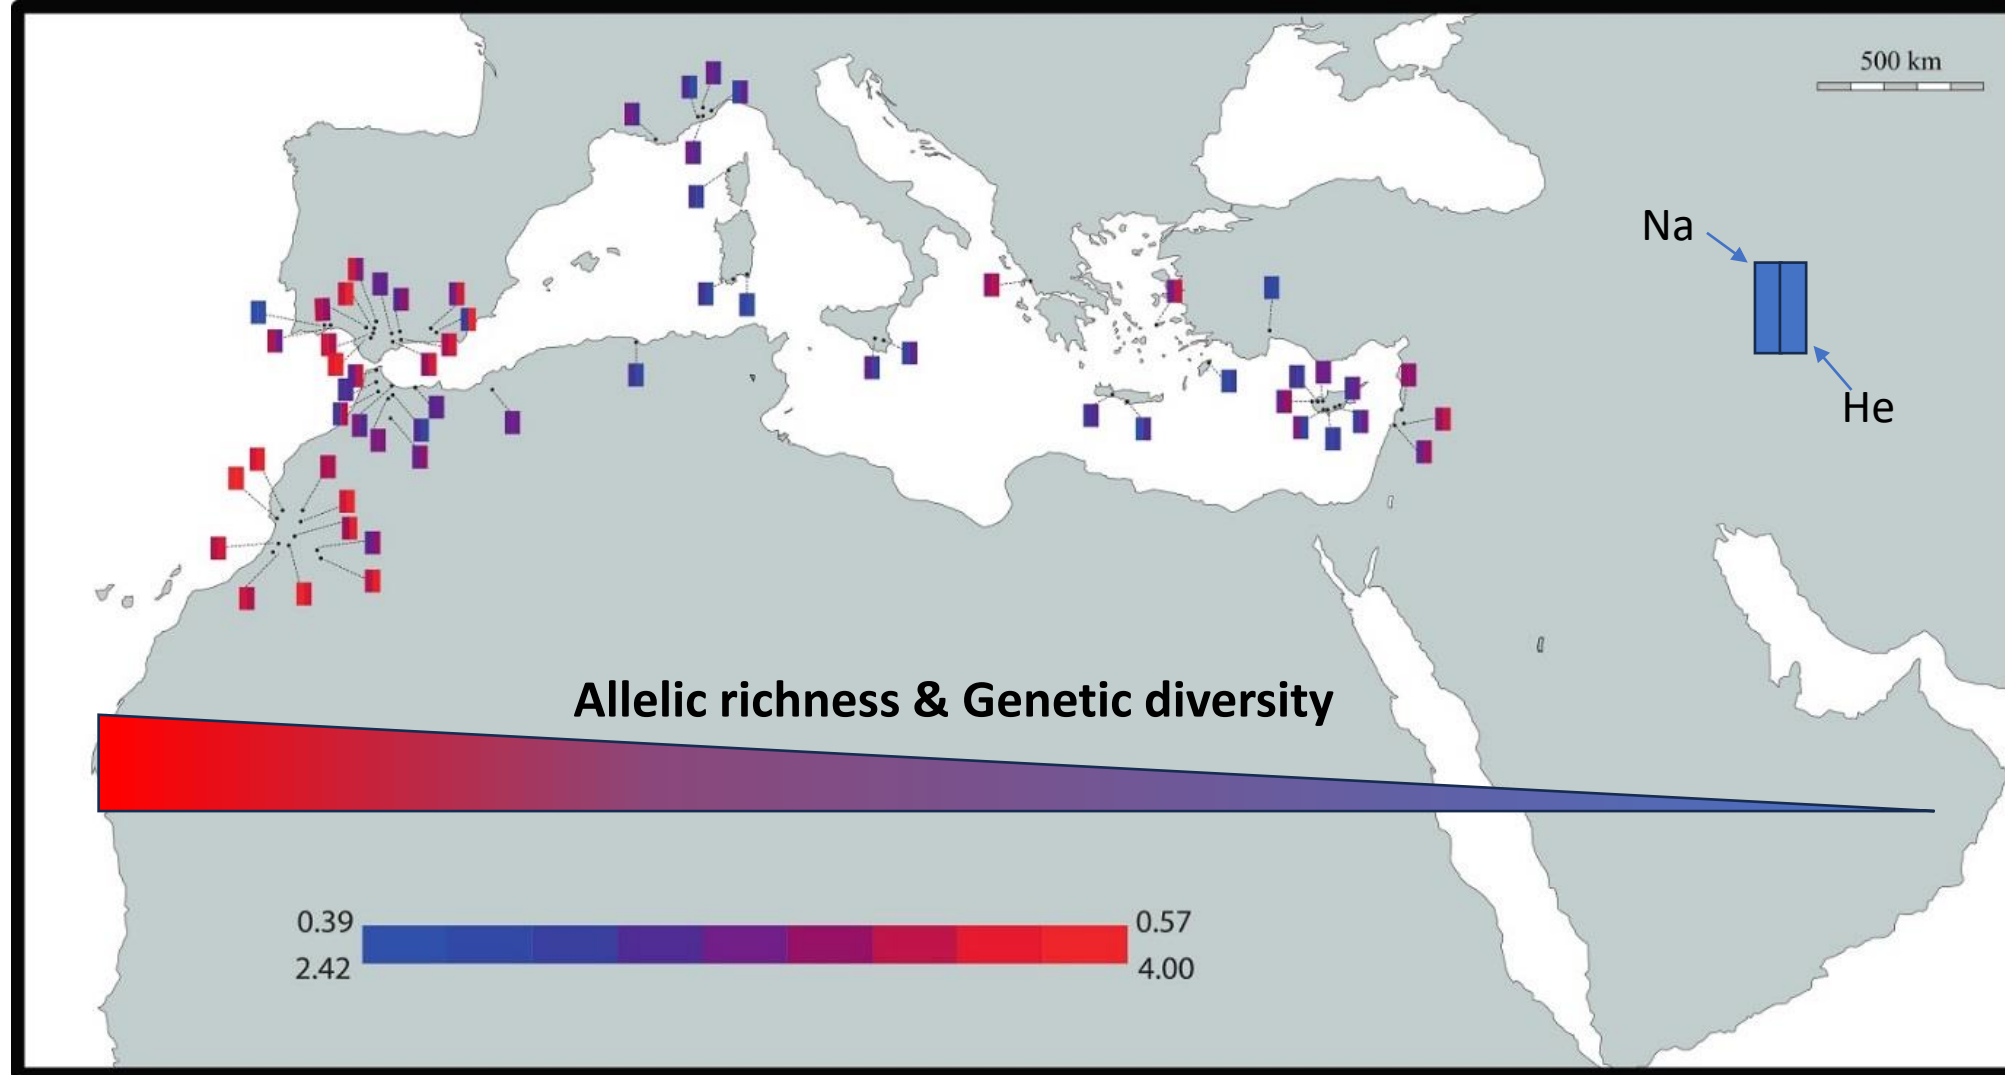 500 km
Na
He
Allelic richness & Genetic diversity
0.39
0.57
2.42
4.00